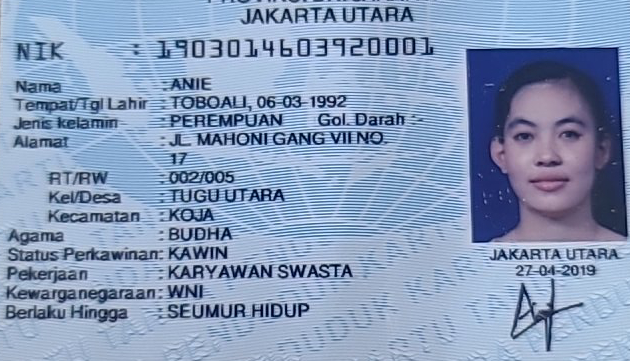 JAKARTA UTARA
NIK : 1903014603920001
Nama : ANIE
Tempat/Tgl Lahir : TOBOALI, 06-03-1992
Jenis kelamin : PEREMPUAN Gol. Darah :-
Alamat : JL. MAHONI GANG VII NO.
17
RT/RW : 002/005
Kel/Desa : TUGU UTARA
Kecamatan : KOJA
Agama : BUDHA
Status Perkawinan: KAWIN
Pekerjaan : KARYAWAN SWASTA
Kewarganegaraan: WNI
Berlaku Hingga : SEUMUR HIDUP
JAKARTA UTARA
27-04-2019